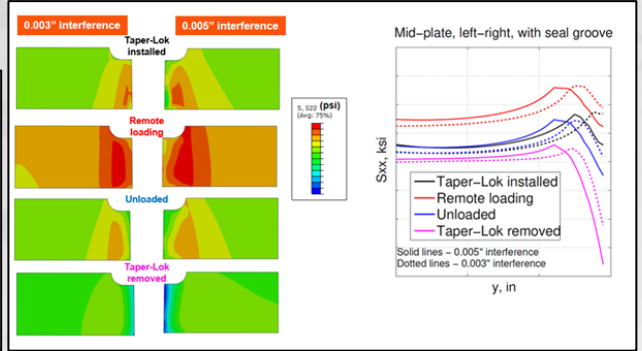 0.003” interference
0.005” interference
Taper-Lok
installed
Remote
loading
Unloaded
Taper-Lok
removed
S, S22 (psi)
(Avg: 75%)
Mid−plate, left−right, with seal groove
Sxx, ksi
Taper−Lok installed
Remote loading
Unloaded
Taper−Lok removed
Solid lines − 0.005" interference
Dotted lines − 0.003" interference
y, in